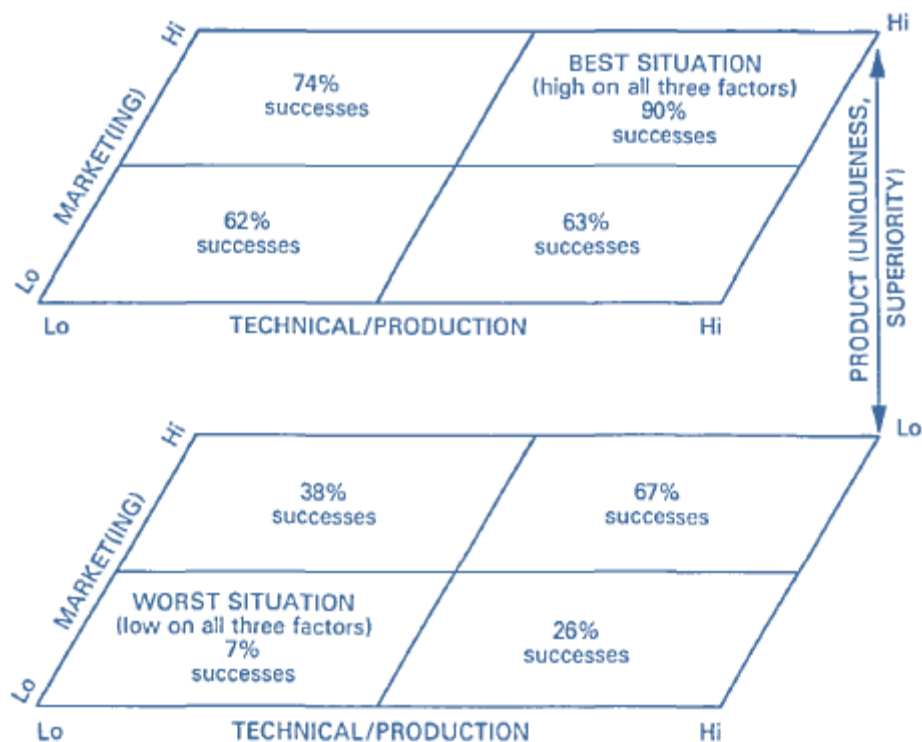 Hi
Hi
74%
successes
BEST SITUATION
(high on all three factors)
90%
successes
MARKET(ING)
62%
successes
63%
successes
PRODUCT (UNIQUENESS,
SUPERIORITY)
Lo
Lo
TECHNICAL/PRODUCTION
Hi
Hi
Lo
38%
successes
67%
successes
MARKET(ING)
WORST SITUATION
(low on all three factors)
7%
successes
26%
successes
Lo
Lo
TECHNICAL/PRODUCTION
Hi